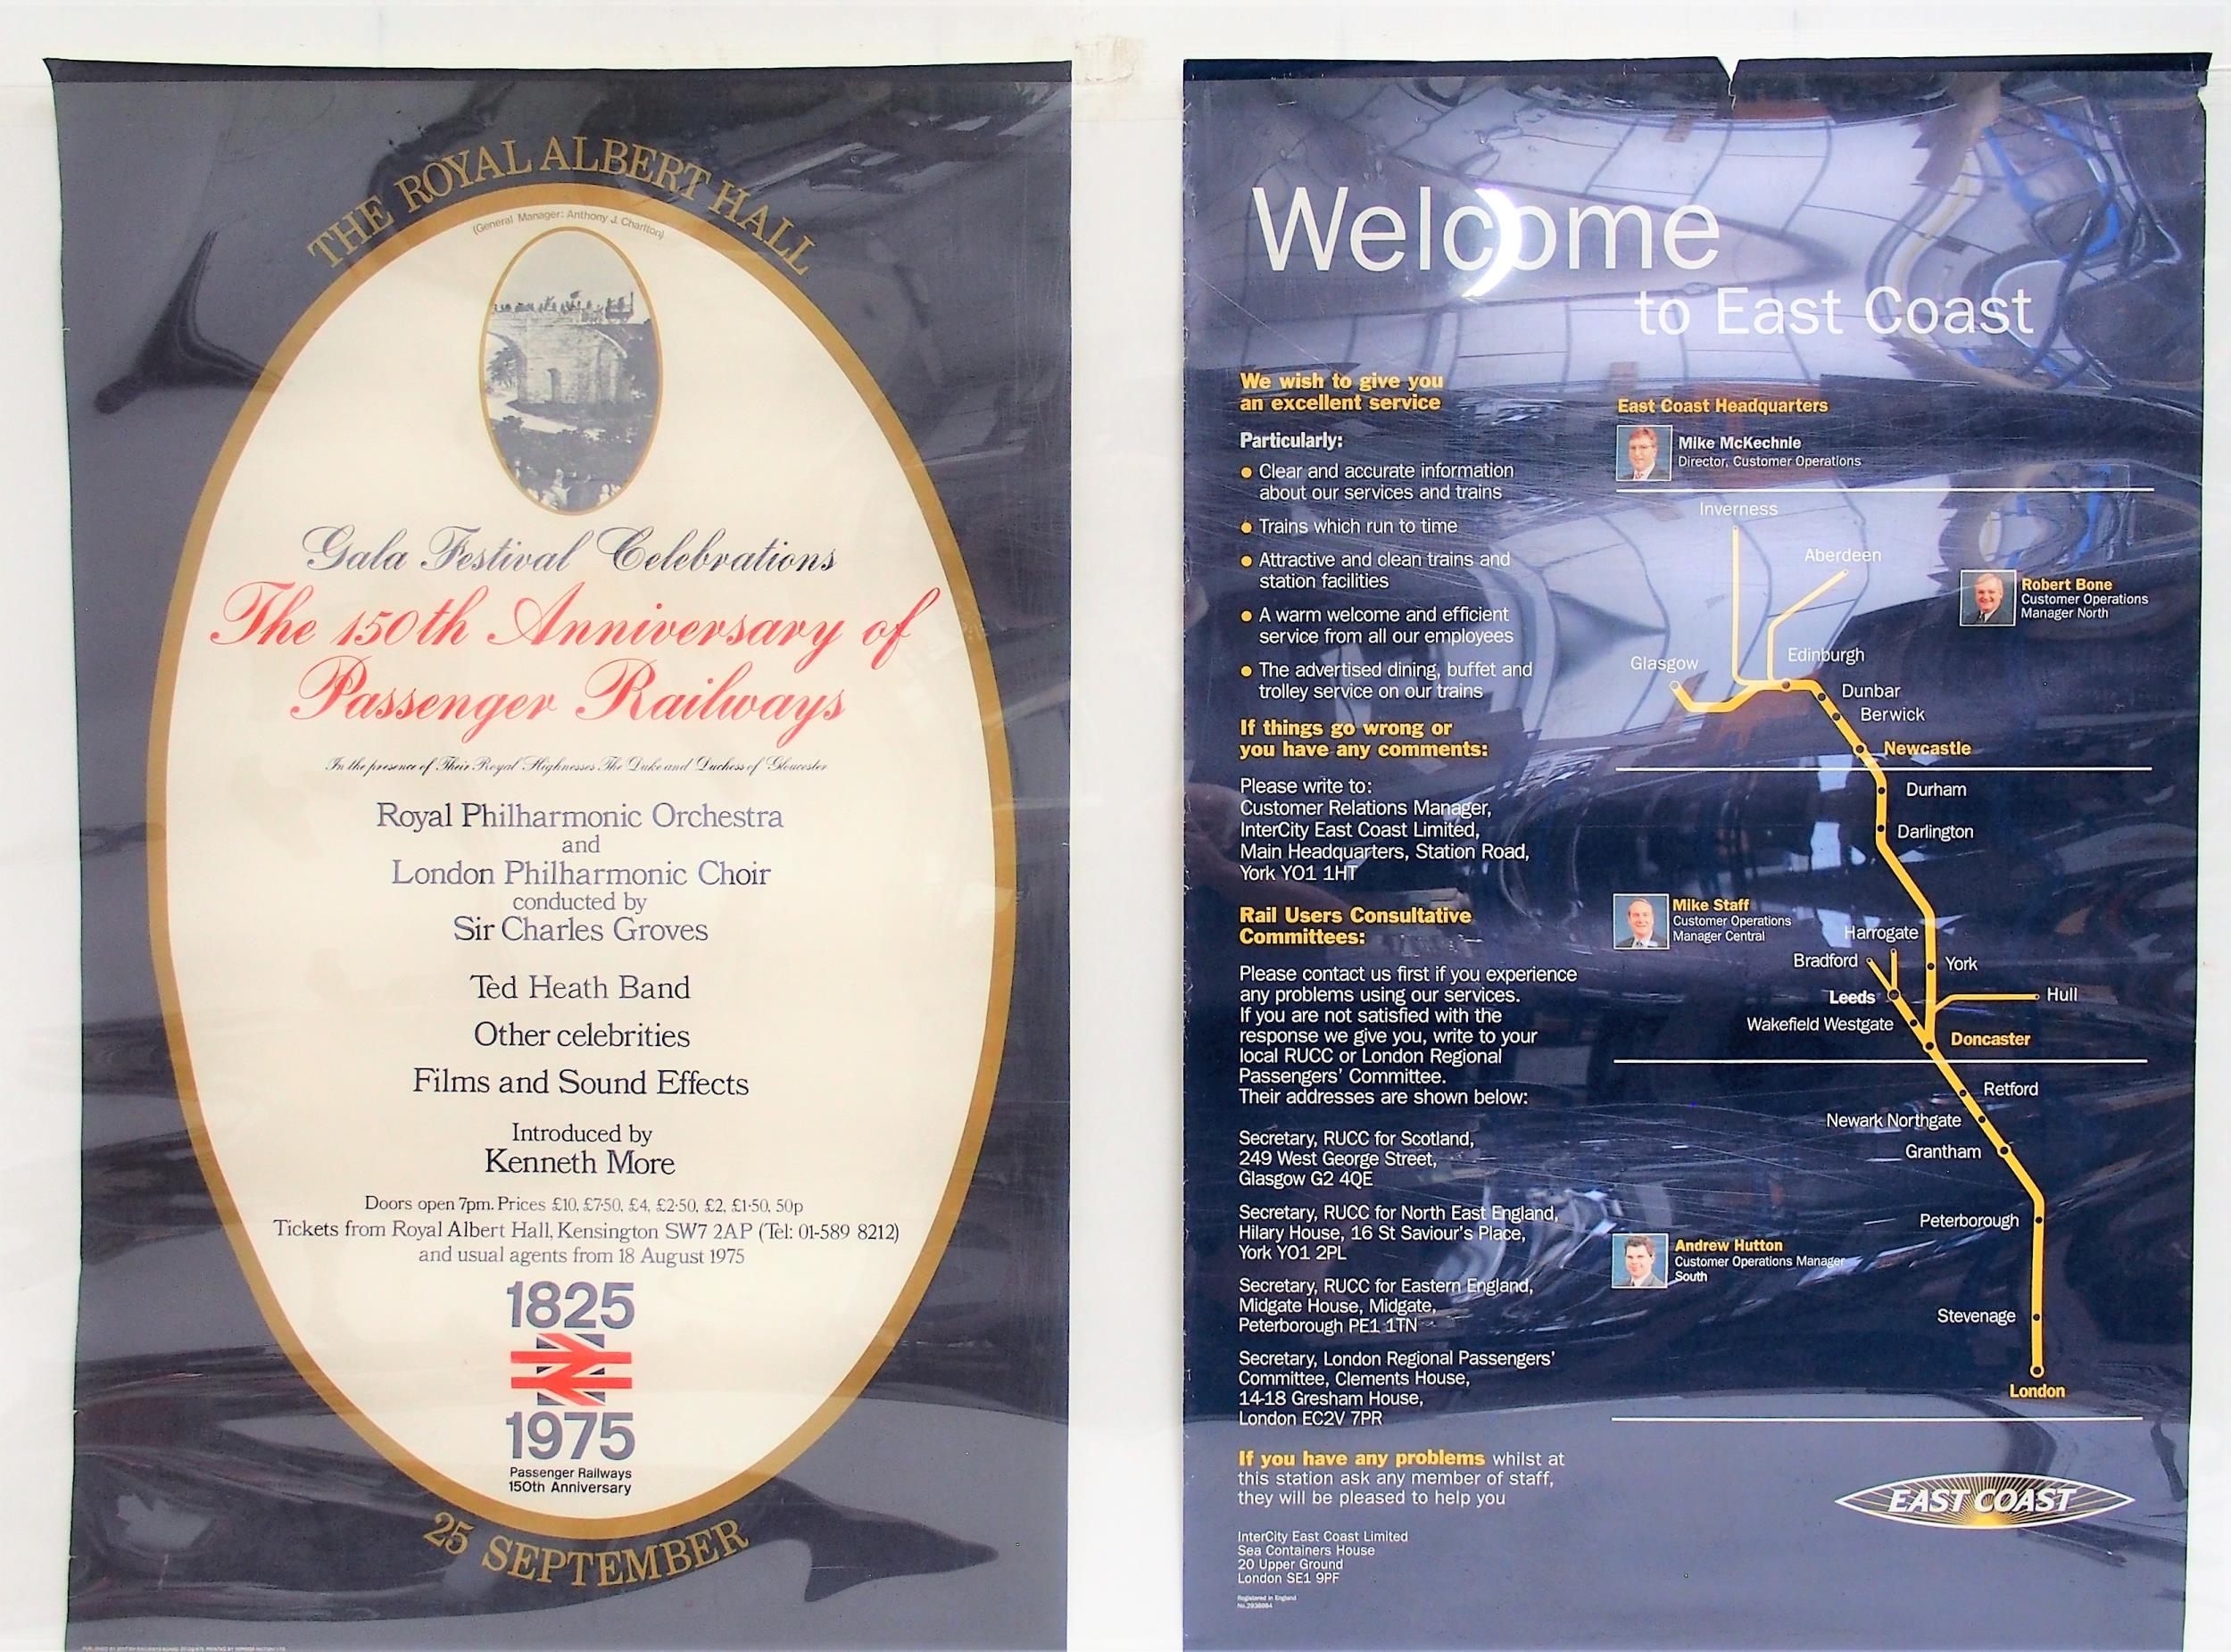 THE ROYAL ALBERT HALL
(General Manager: Anthony J. Charlton)
Gala Festival Celebrations
The 150th Anniversary of
Passenger Railways
In the presence of Their Royal Highnesses The Duke and Duchess of Gloucester
Royal Philharmonic Orchestra
and
London Philharmonic Choir
conducted by
Sir Charles Groves
Ted Heath Band
Other celebrities
Films and Sound Effects
Introduced by
Kenneth More
Doors open 7pm. Prices £10, £7·50, £4, £2·50, £2, £1·50, 50p
Tickets from Royal Albert Hall, Kensington SW7 2AP (Tel: 01-589 8212)
and usual agents from 18 August 1975
1825
1975
Passenger Railways
150th Anniversary
25 SEPTEMBER
Welcome
to East Coast
We wish to give you
an excellent service
Particularly:
Clear and accurate information
about our services and trains
Trains which run to time
Attractive and clean trains and
station facilities
A warm welcome and efficient
service from all our employees
The advertised dining, buffet and
trolley service on our trains
If things go wrong or
you have any comments:
Please write to:
Customer Relations Manager,
InterCity East Coast Limited,
Main Headquarters, Station Road,
York YO1 1HT
Rail Users Consultative
Committees:
Please contact us first if you experience
any problems using our services.
If you are not satisfied with the
response we give you, write to your
local RUCC or London Regional
Passengers' Committee.
Their addresses are shown below:
Secretary, RUCC for Scotland,
249 West George Street,
Glasgow G2 4QE
Secretary, RUCC for North East England,
Hilary House, 16 St Saviour's Place,
York YO1 2PL
Secretary, RUCC for Eastern England,
Midgate House, Midgate,
Peterborough PE1 1TN
Secretary, London Regional Passengers'
Committee, Clements House,
14-18 Gresham House,
London EC2V 7PR
If you have any problems whilst at
this station ask any member of staff,
they will be pleased to help you
InterCity East Coast Limited
Sea Containers House
20 Upper Ground
London SE1 9PF
Registered in England
East Coast Headquarters
Mike McKechnie
Director, Customer Operations
Inverness
Aberdeen
Robert Bone
Customer Operations
Manager North
Glasgow
Edinburgh
Dunbar
Berwick
Newcastle
Durham
Darlington
Mike Staff
Customer Operations
Manager Central
Harrogate
Bradford
York
Leeds
Hull
Wakefield Westgate
Doncaster
Retford
Newark Northgate
Grantham
Peterborough
Andrew Hutton
Customer Operations Manager
South
Stevenage
London
EAST COAST